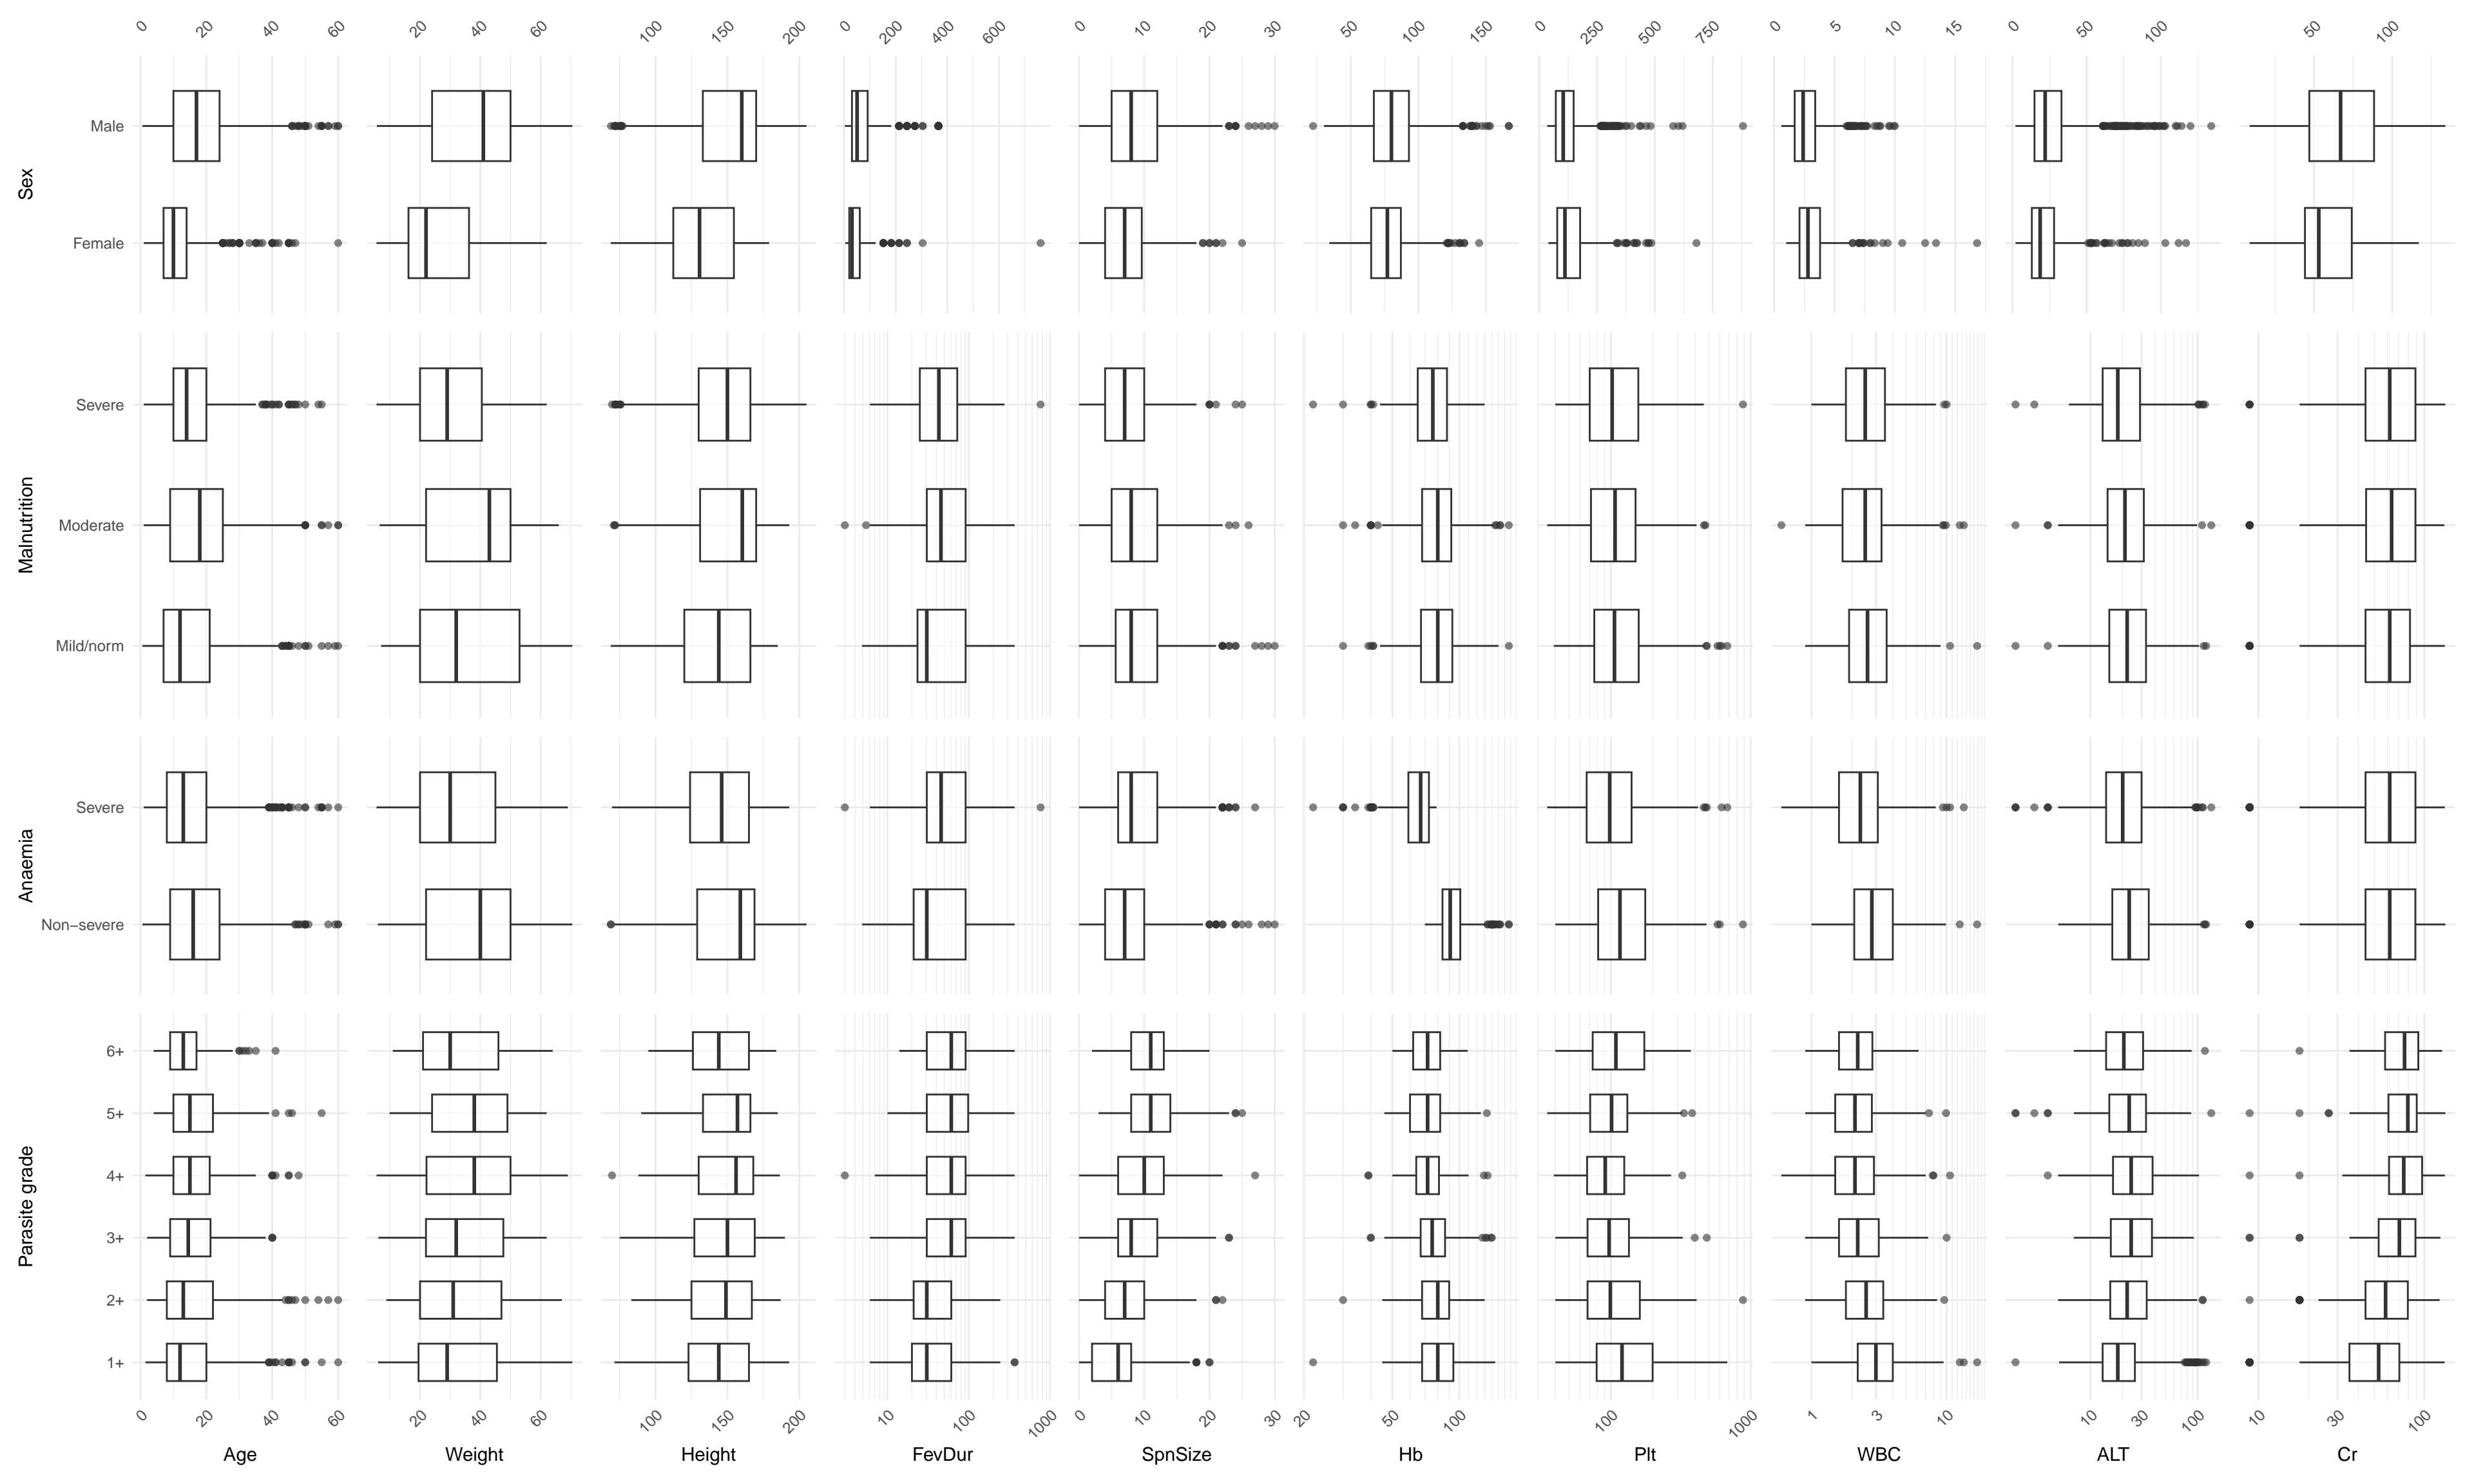 0 20 40 60 20 40 60 100 150 200 0 200 400 600 0 10 20 30 50 100 150 0 250 500 750 0 5 10 15 0 50 100 50 100
Sex
Male
Female
Malnutrition
Severe
Moderate
Mild/norm
Anaemia
Severe
Non−severe
Parasite grade
6+
5+
4+
3+
2+
1+
0 20 40 60 20 40 60 100 150 200 10 100 1000 0 10 20 30 20 50 100 100 1000 1 3 10 10 30 100 10 30 100
Age Weight Height FevDur SpnSize Hb Plt WBC ALT Cr